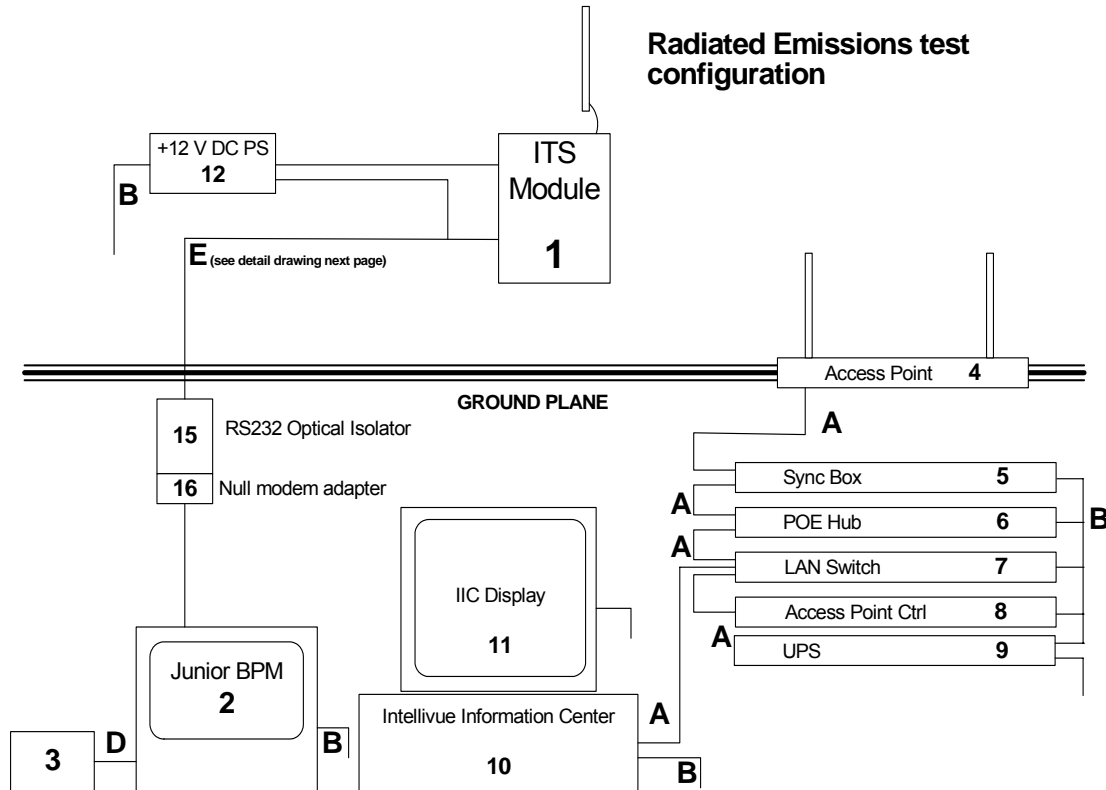 Radiated Emissions test
configuration
+12 V DC PS
12
B
ITS
Module
1
E (see detail drawing next page)
Access Point 4
GROUND PLANE
A
15 RS232 Optical Isolator
16 Null modem adapter
Sync Box 5
A
POE Hub 6
B
A
LAN Switch 7
IIC Display
11
Access Point Ctrl 8
A
UPS 9
Junior BPM
2
Intellivue Information Center
10
A
B
B
D
3